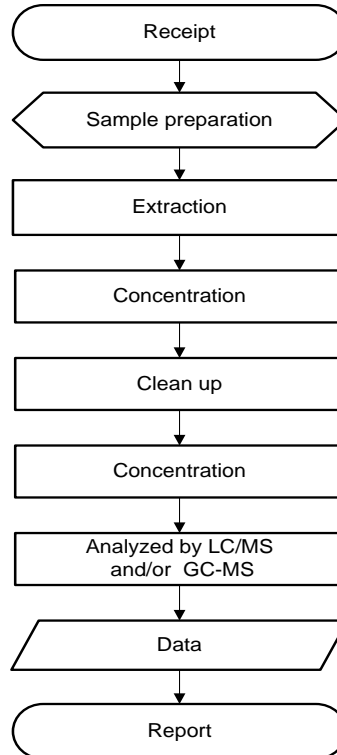 Receipt
Sample preparation
Extraction
Concentration
Clean up
Concentration
Analyzed by LC/MS
and/or GC-MS
Data
Report